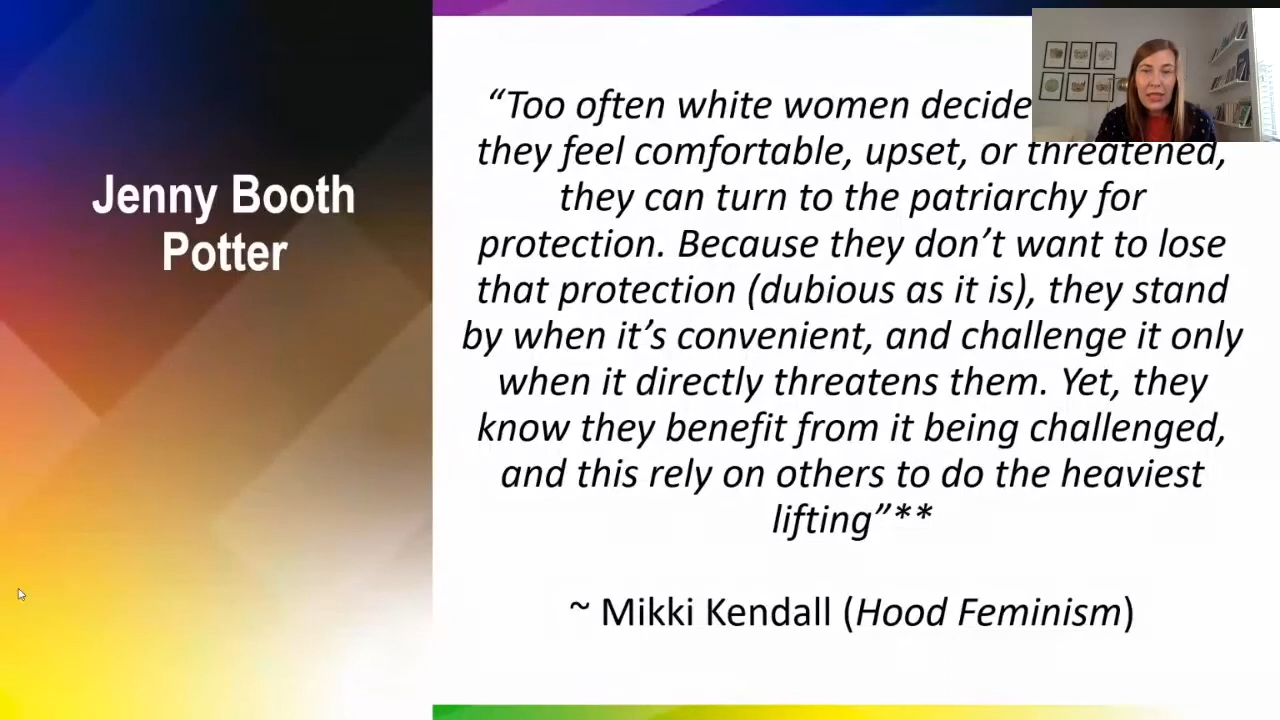 Jenny Booth
Potter
“Too often white women decide
they feel comfortable, upset, or threatened,
they can turn to the patriarchy for
protection. Because they don’t want to lose
that protection (dubious as it is), they stand
by when it’s convenient, and challenge it only
when it directly threatens them. Yet, they
know they benefit from it being challenged,
and this rely on others to do the heaviest
lifting”**
~ Mikki Kendall (Hood Feminism)